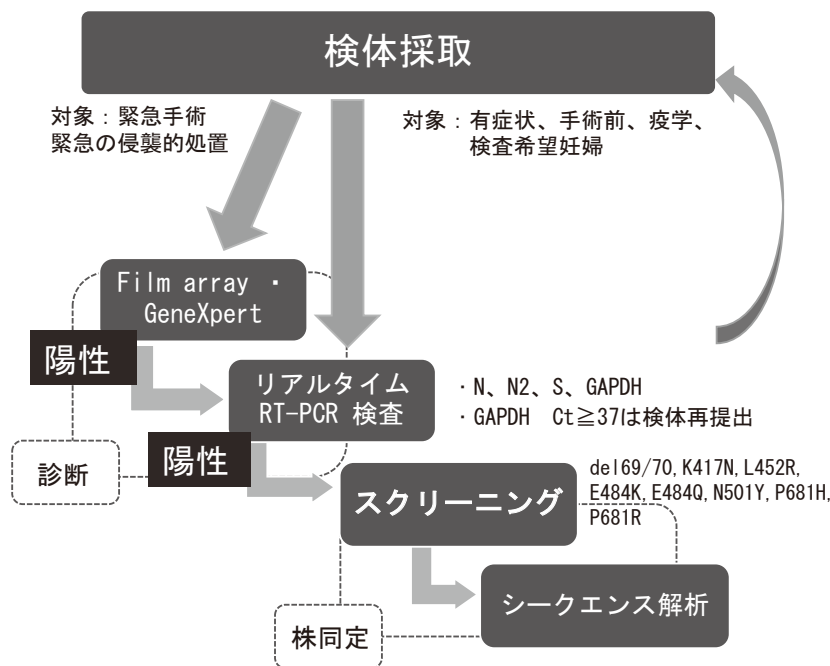 検体採取
対象：緊急手術
緊急の侵襲的処置
対象：有症状、手術前、疫学、
検査希望妊婦
Film array ・
GeneXpert
陽性
リアルタイム
RT-PCR 検査
・N、N2、S、GAPDH
・GAPDH Ct≧37は検体再提出
診断
陽性
スクリーニング
del69/70,K417N,L452R,
E484K,E484Q,N501Y,P681H,
P681R
シークエンス解析
株同定